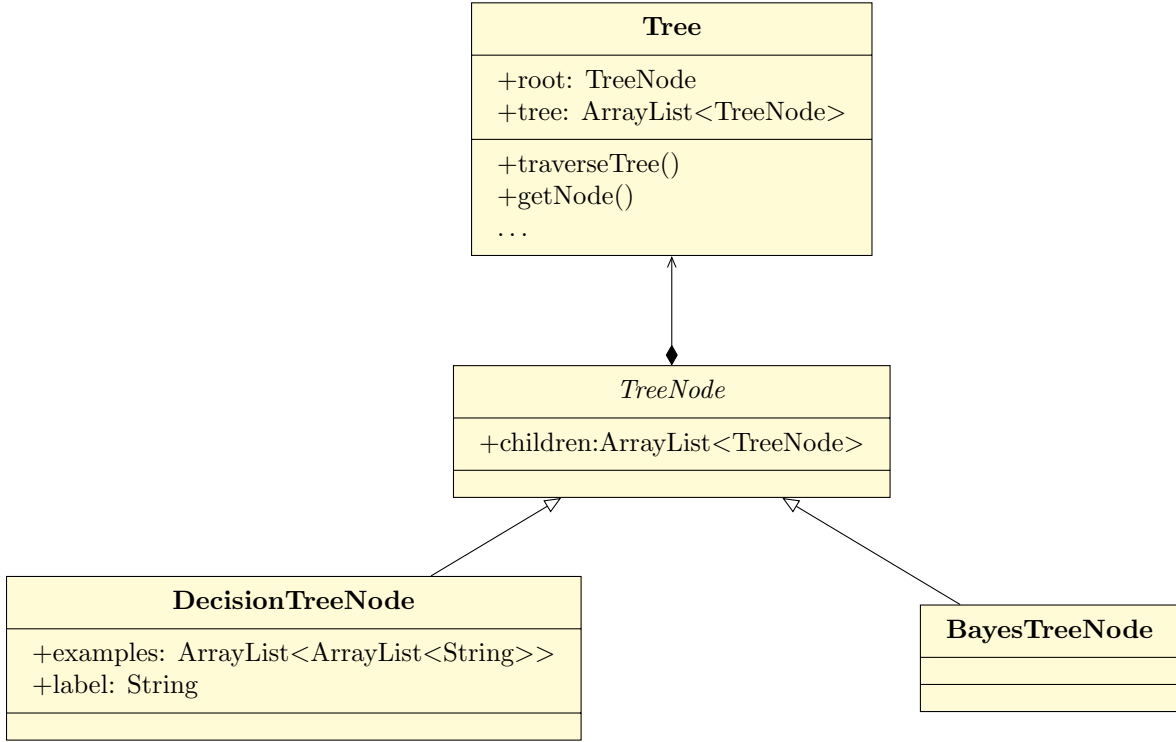 Tree
+root: TreeNode
+tree: ArrayList<TreeNode>
+traverseTree()
+getNode()
...
TreeNode
+children:ArrayList<TreeNode>
DecisionTreeNode
+examples: ArrayList<ArrayList<String>>
+label: String
BayesTreeNode